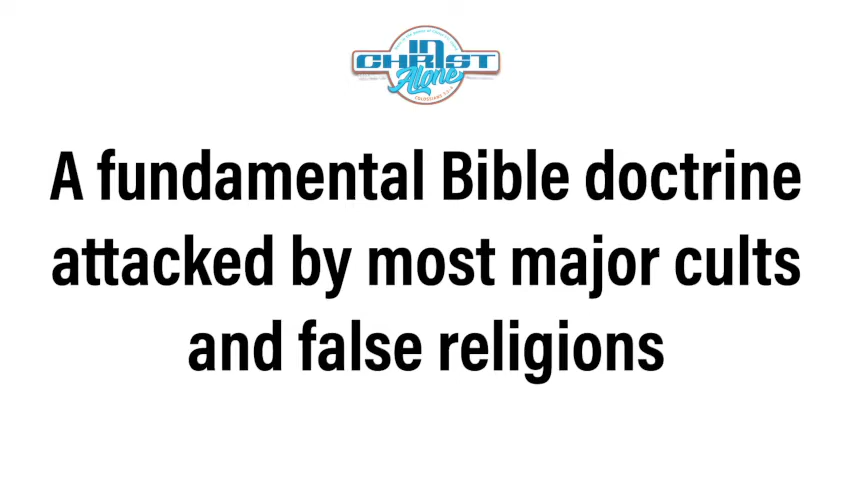 IN
CHRIST
Alone
A fundamental Bible doctrine
attacked by most major cults
and false religions